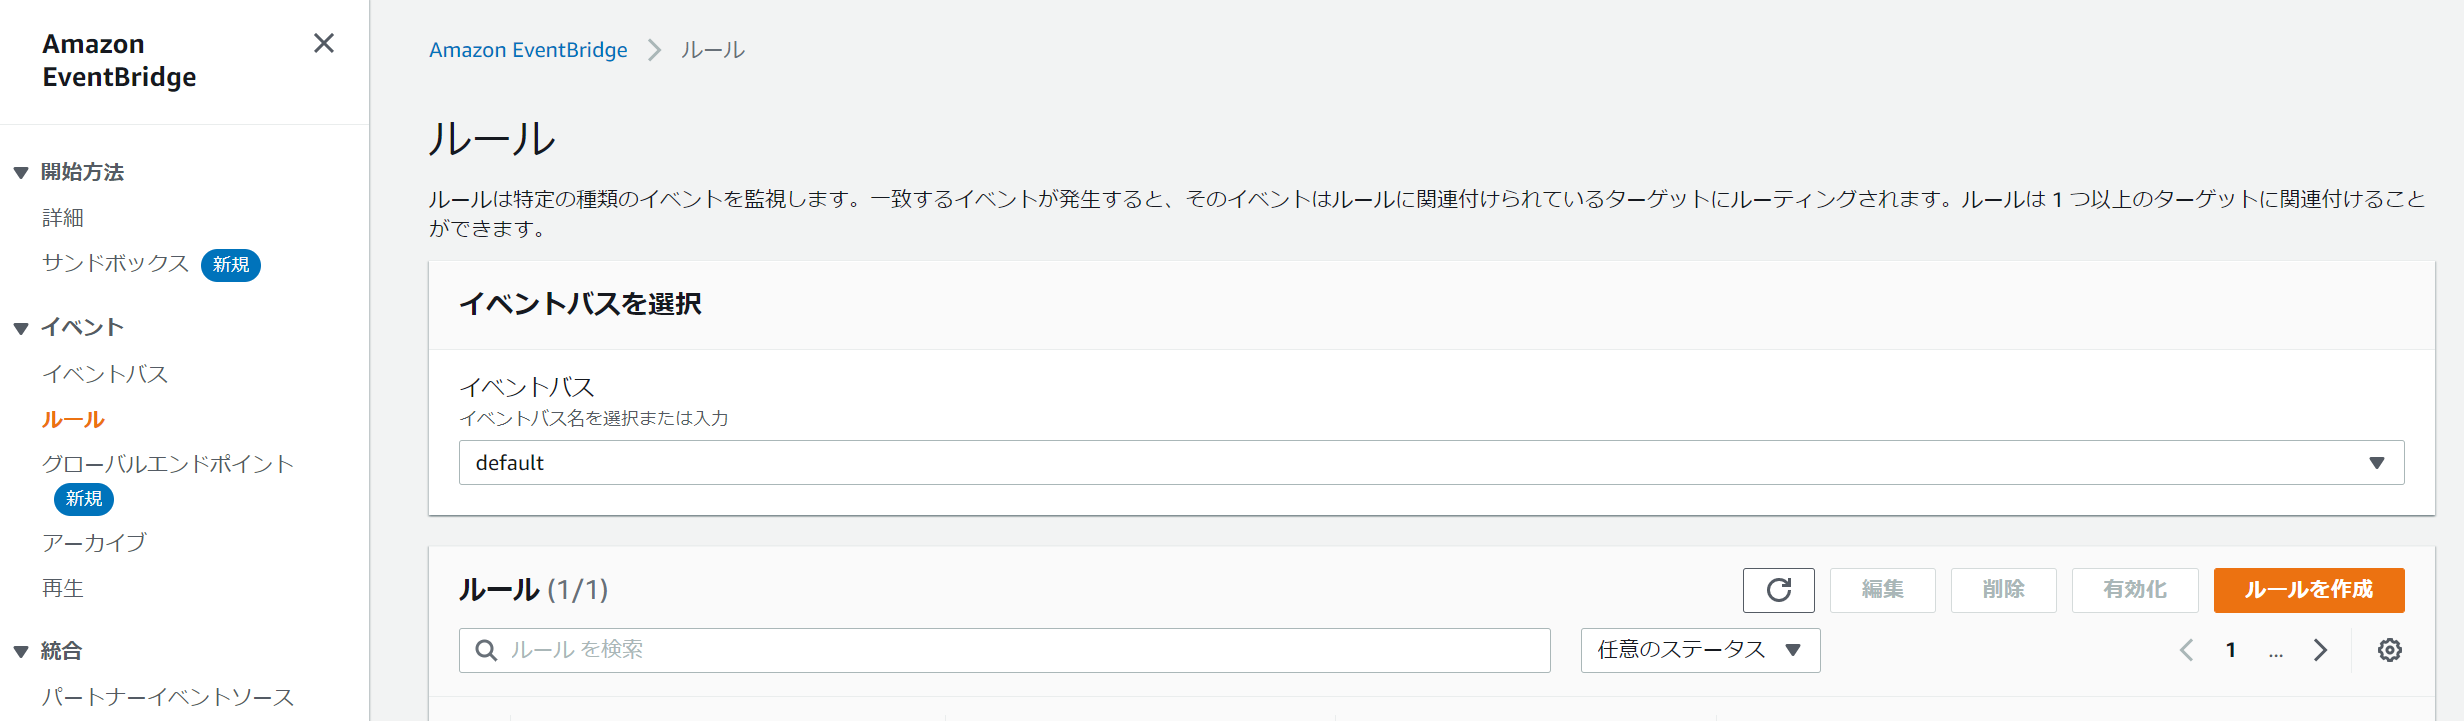 Amazon
EventBridge
開始方法
詳細
サンドボックス 新規
イベント
イベントバス
ルール
グローバルエンドポイント
新規
アーカイブ
再生
統合
パートナーイベントソース
Amazon EventBridge ルール
ルール
ルールは特定の種類のイベントを監視します。一致するイベントが発生すると、そのイベントはルールに関連付けられているターゲットにルーティングされます。ルールは 1 つ以上のターゲットに関連付けること
ができます。
イベントバスを選択
イベントバス
イベントバス名を選択または入力
default
ルール (1/1)
編集 削除 有効化 ルールを作成
ルール を検索 任意のステータス 1 ...